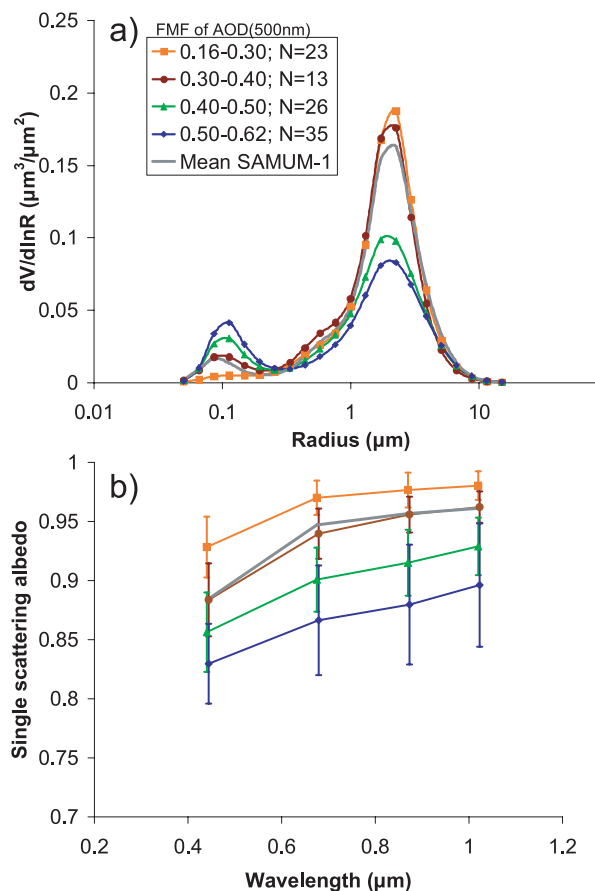 a)
FMF of AOD(500nm)
0.16-0.30; N=23
0.30-0.40; N=13
0.40-0.50; N=26
0.50-0.62; N=35
Mean SAMUM-1
dV/dlnR (µm³/µm²)
0.25
0.2
0.15
0.1
0.05
0
0.01
0.1
1
10
Radius (µm)
b)
Single scattering albedo
1
0.95
0.9
0.85
0.8
0.75
0.7
0.2
0.4
0.6
0.8
1
1.2
Wavelength (µm)